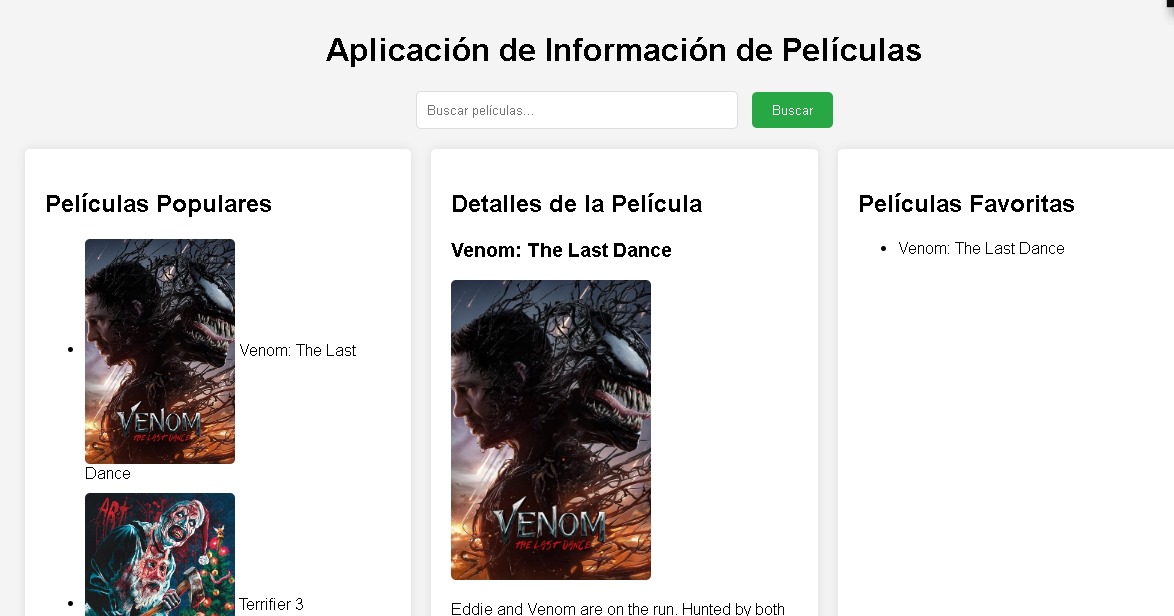 Aplicación de Información de Películas
Buscar películas...
Buscar
Películas Populares
VENOM
THE LAST DANCE
Venom: The Last
Dance
ART
Terrifier 3
Detalles de la Película
Venom: The Last Dance
VENOM
THE LAST DANCE
Eddie and Venom are on the run. Hunted by both
Películas Favoritas
Venom: The Last Dance